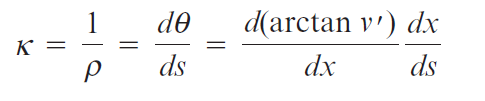 κ = 1/ρ = dθ/ds = d(arctan v′)/dx dx/ds